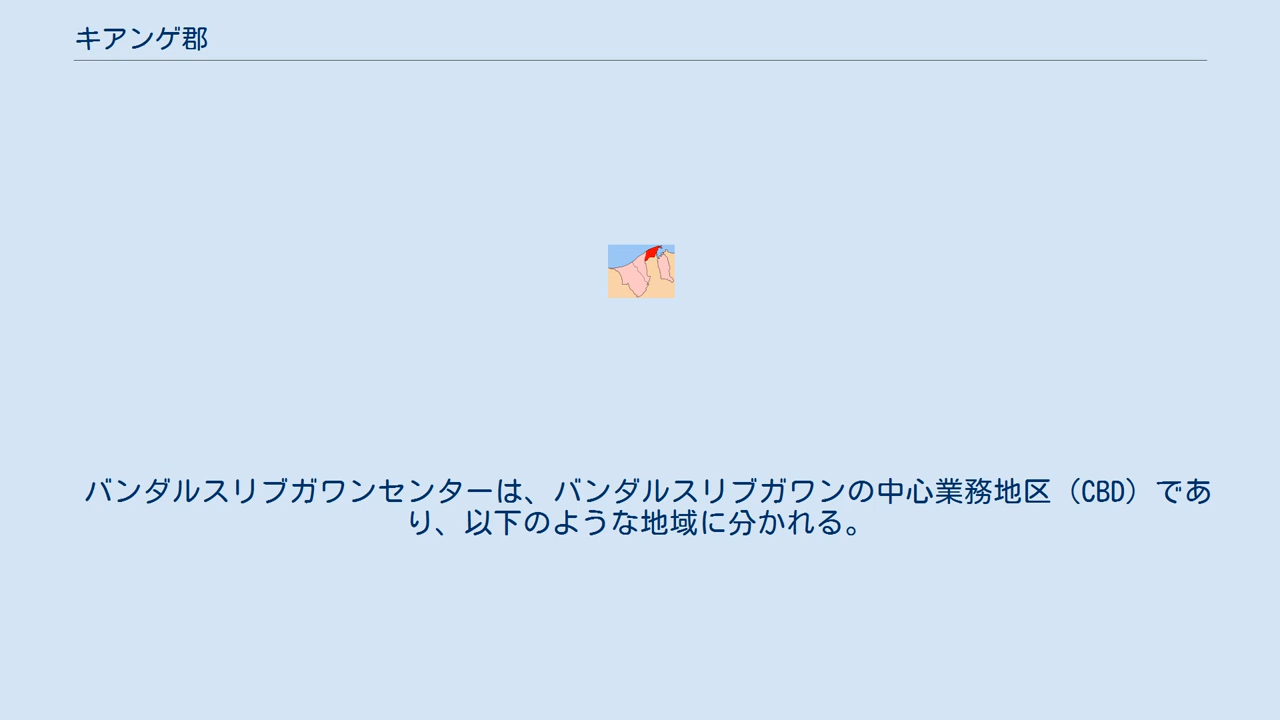 キアンゲ郡
バンダルスリブガワンセンターは、バンダルスリブガワンの中心業務地区（CBD）であ
り、以下のような地域に分かれる。